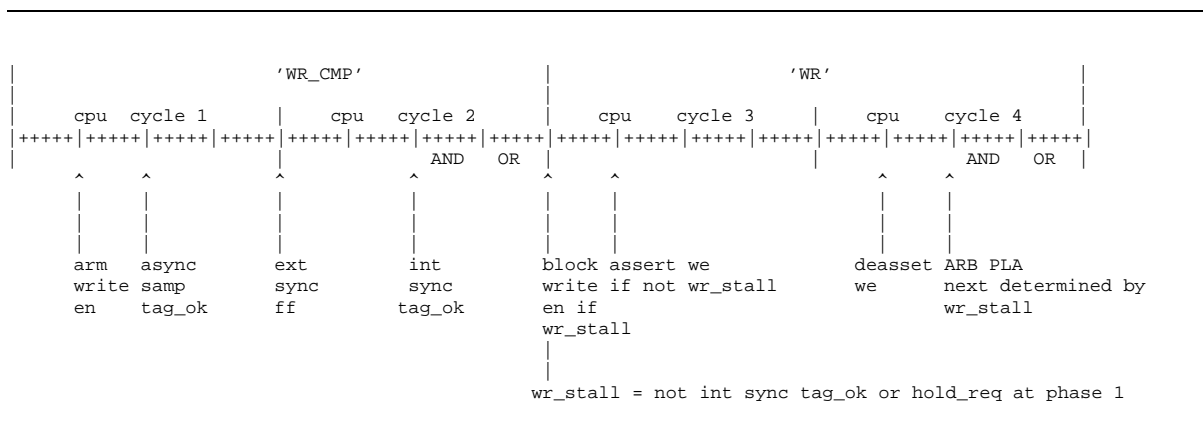 |                       'WR_CMP'                       |                       'WR'                       |
|       cpu   cycle 1       |     cpu    cycle 2       |     cpu     cycle 3       |     cpu     cycle 4      |
|+++++|+++++|+++++|+++++|+++++|+++++|+++++|+++++|+++++|+++++|+++++|+++++|+++++|+++++|+++++|+++++|
|                           |              AND   OR  |                           |              AND   OR  |
^ ^ ^ ^ ^ ^ ^ ^
arm   async            ext          int            block assert we            deasset ARB PLA
write samp             sync         sync           write if not wr_stall      we      next determined by
en    tag_ok           ff          tag_ok          en if                              wr_stall
wr_stall
wr_stall = not int sync tag_ok or hold_req at phase 1